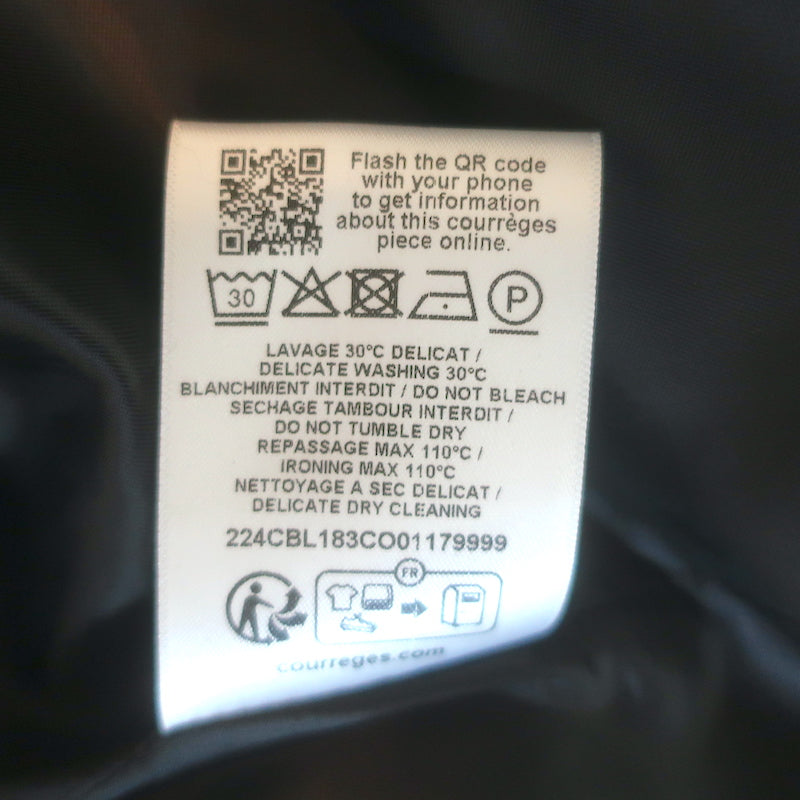 Flash the QR code
with your phone
to get information
about this courrèges
piece online.
30
P
LAVAGE 30°C DELICAT /
DELICATE WASHING 30°C
BLANCHIMENT INTERDIT / DO NOT BLEACH
SECHAGE TAMBOUR INTERDIT /
DO NOT TUMBLE DRY
REPASSAGE MAX 110°C /
IRONING MAX 110°C
NETTOYAGE A SEC DELICAT /
DELICATE DRY CLEANING
224CBL183CO01179999
FR
courreges.com